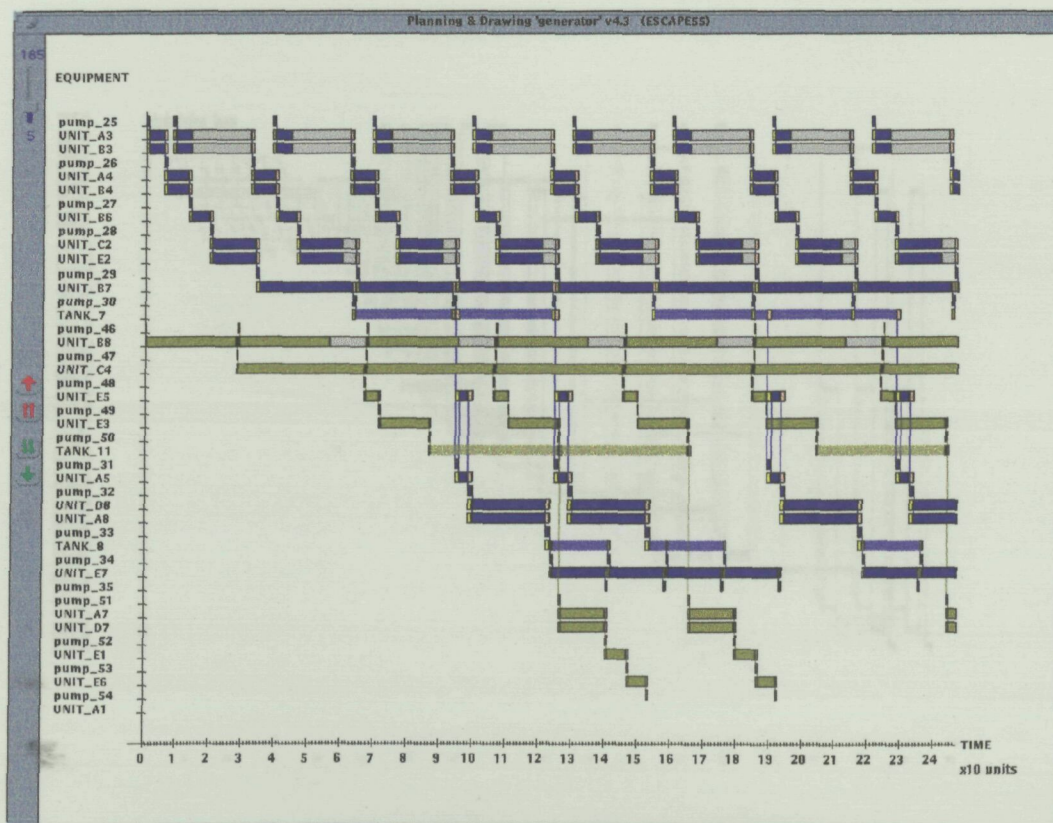 Planning & Drawing 'generator' v4.3 (ESCAPE55)
185
5
EQUIPMENT
pump_25
UNIT_A3
UNIT_B3
pump_26
UNIT_A4
UNIT_B4
pump_27
UNIT_B6
pump_28
UNIT_C2
UNIT_E2
pump_29
UNIT_B7
pump_30
TANK_7
pump_46
UNIT_B8
pump_47
UNIT_C4
pump_48
UNIT_E5
pump_49
UNIT_E3
pump_50
TANK_11
pump_31
UNIT_A5
pump_32
UNIT_D8
UNIT_A8
pump_33
TANK_8
pump_34
UNIT_E7
pump_35
pump_51
UNIT_A7
UNIT_D7
pump_52
UNIT_E1
pump_53
UNIT_E6
pump_54
UNIT_A1
TIME
0 1 2 3 4 5 6 7 8 9 10 11 12 13 14 15 16 17 18 19 20 21 22 23 24
x10 units